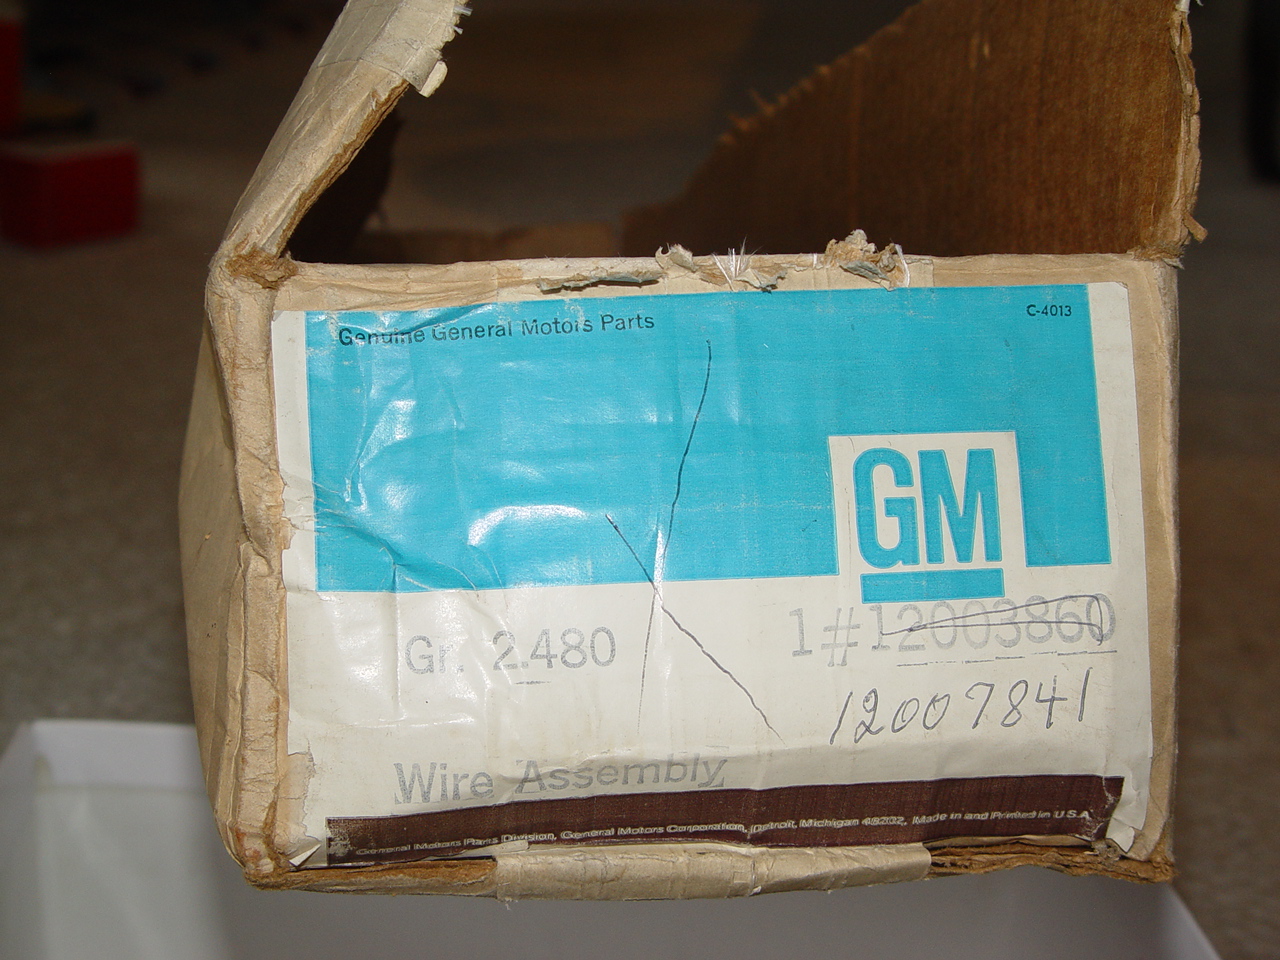 Genuine General Motors Parts
C-4013
GM
Gr. 2.480
1#12003860
12007841
Wire Assembly
General Motors Parts Division, General Motors Corporation, Detroit, Michigan 48202, Made in and Printed in U.S.A.